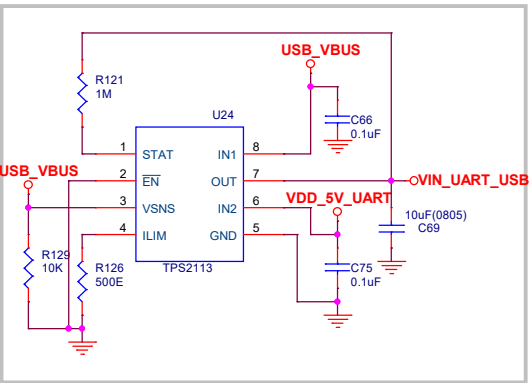 USB_VBUS
R121
1M
U24
C66
0.1uF
1
STAT
IN1
8
USB_VBUS
2
EN
OUT
7
VIN_UART_USB
3
VSNS
IN2
6
VDD_5V_UART
4
ILIM
GND
5
10uF(0805)
C69
R129
10K
R126
500E
TPS2113
C75
0.1uF